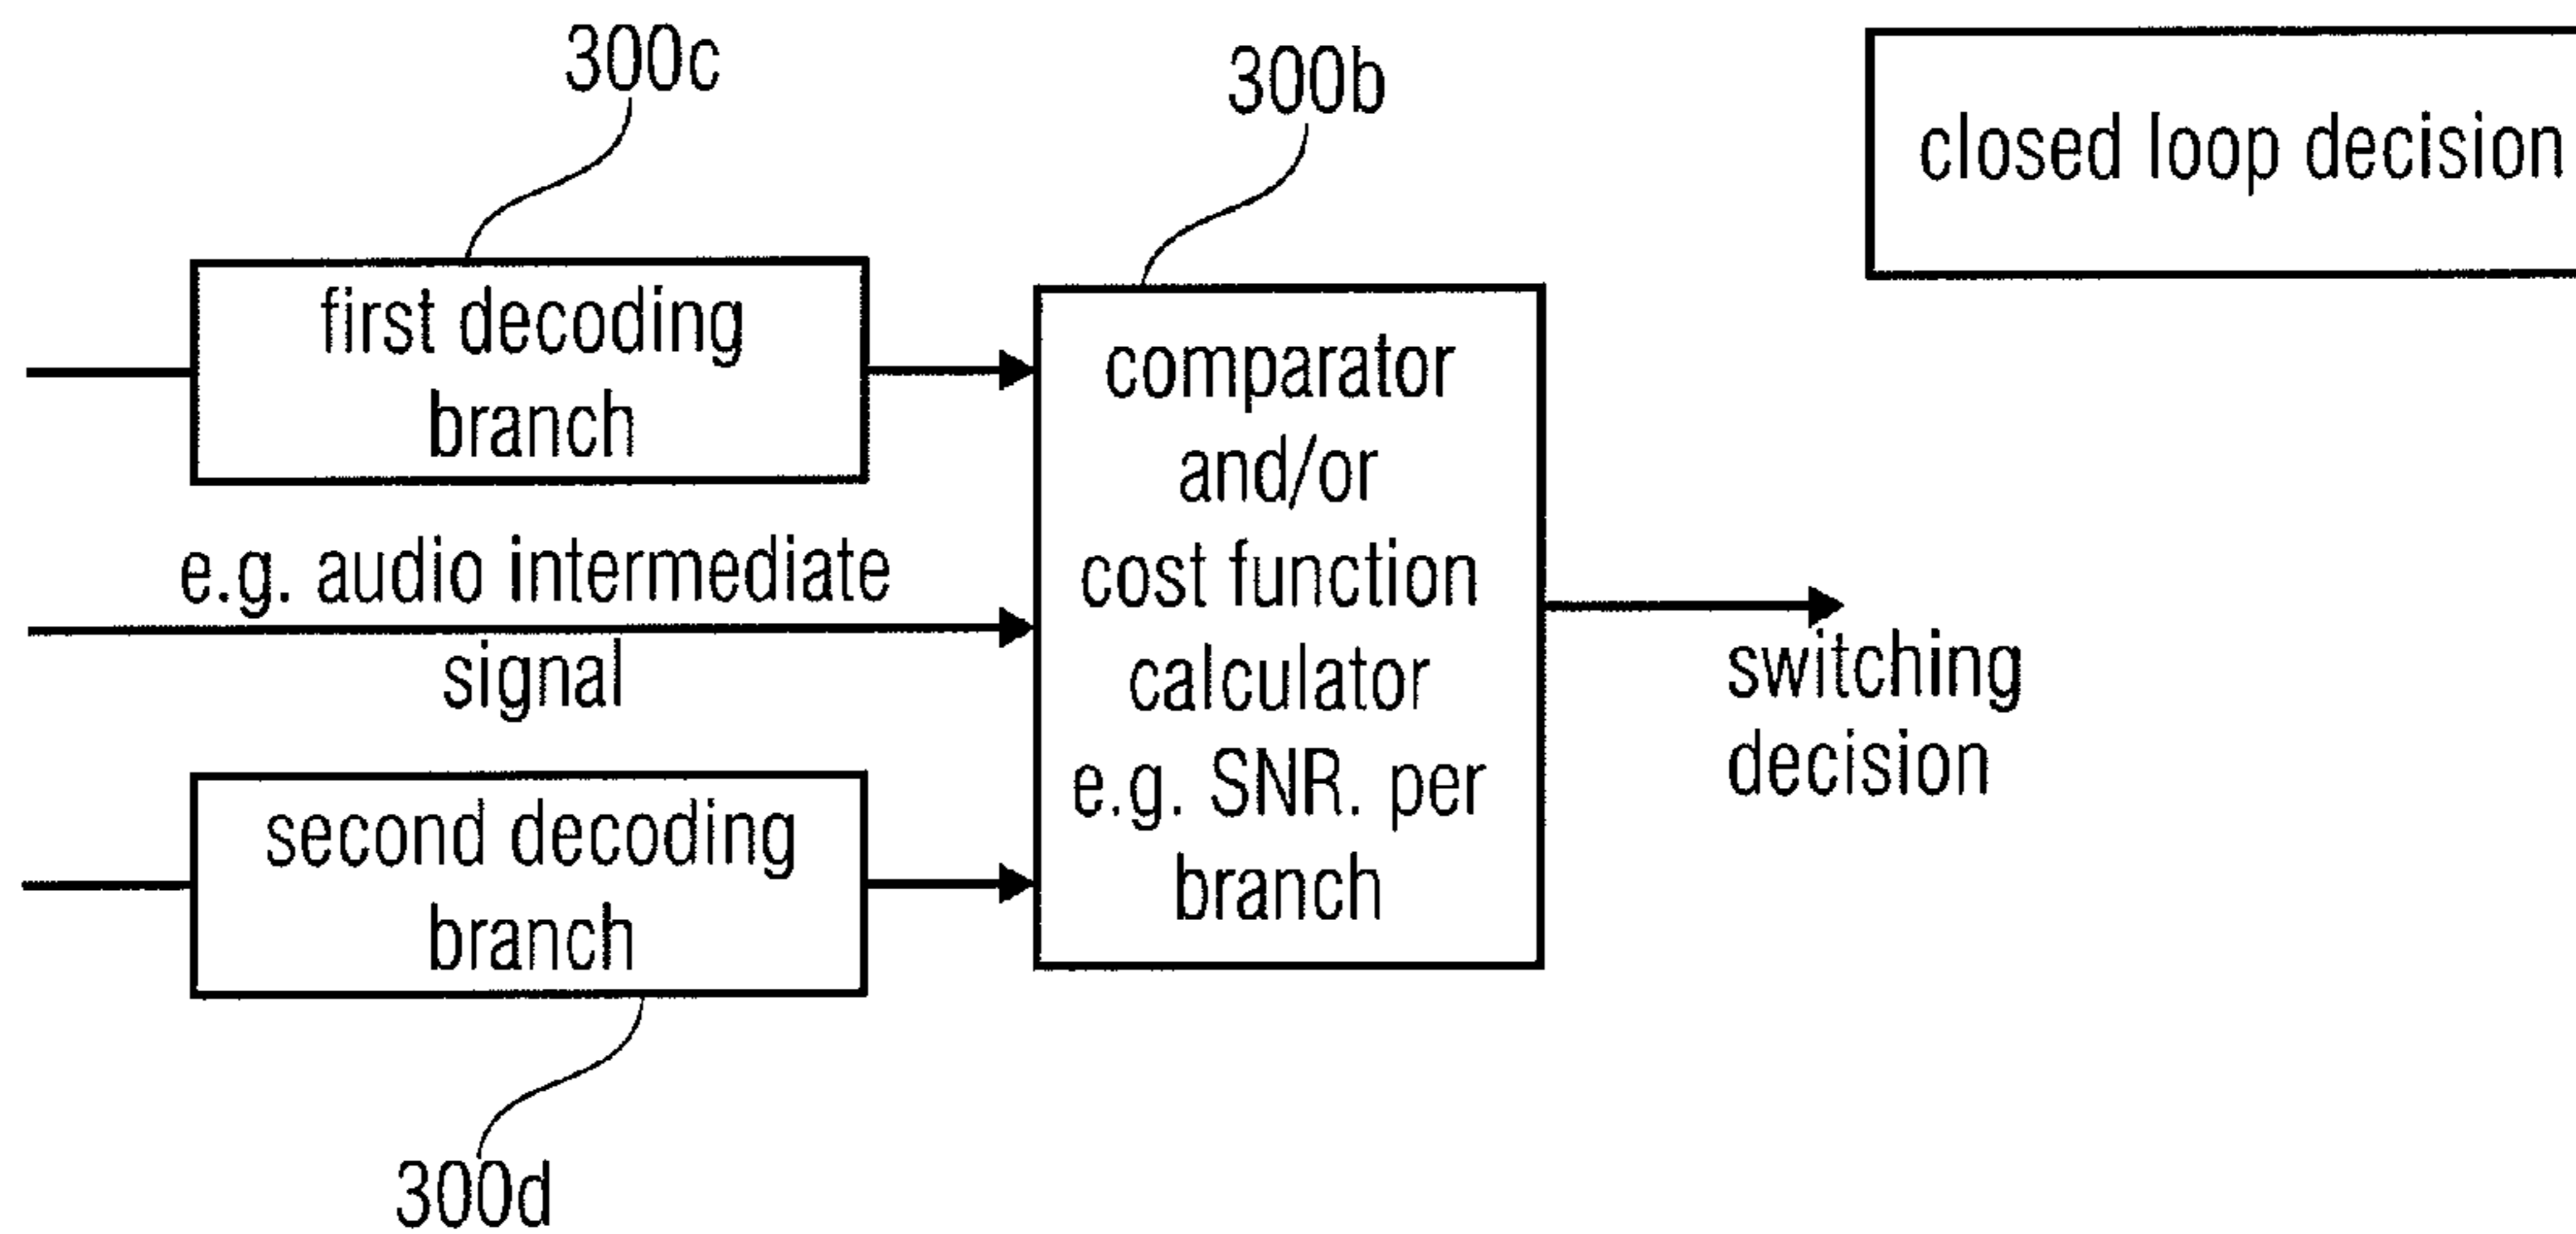 300c
300b
closed loop decision
first decoding
branch
comparator
and/or
cost function
calculator
e.g. SNR. per
branch
e.g. audio intermediate
signal
switching
decision
second decoding
branch
300d